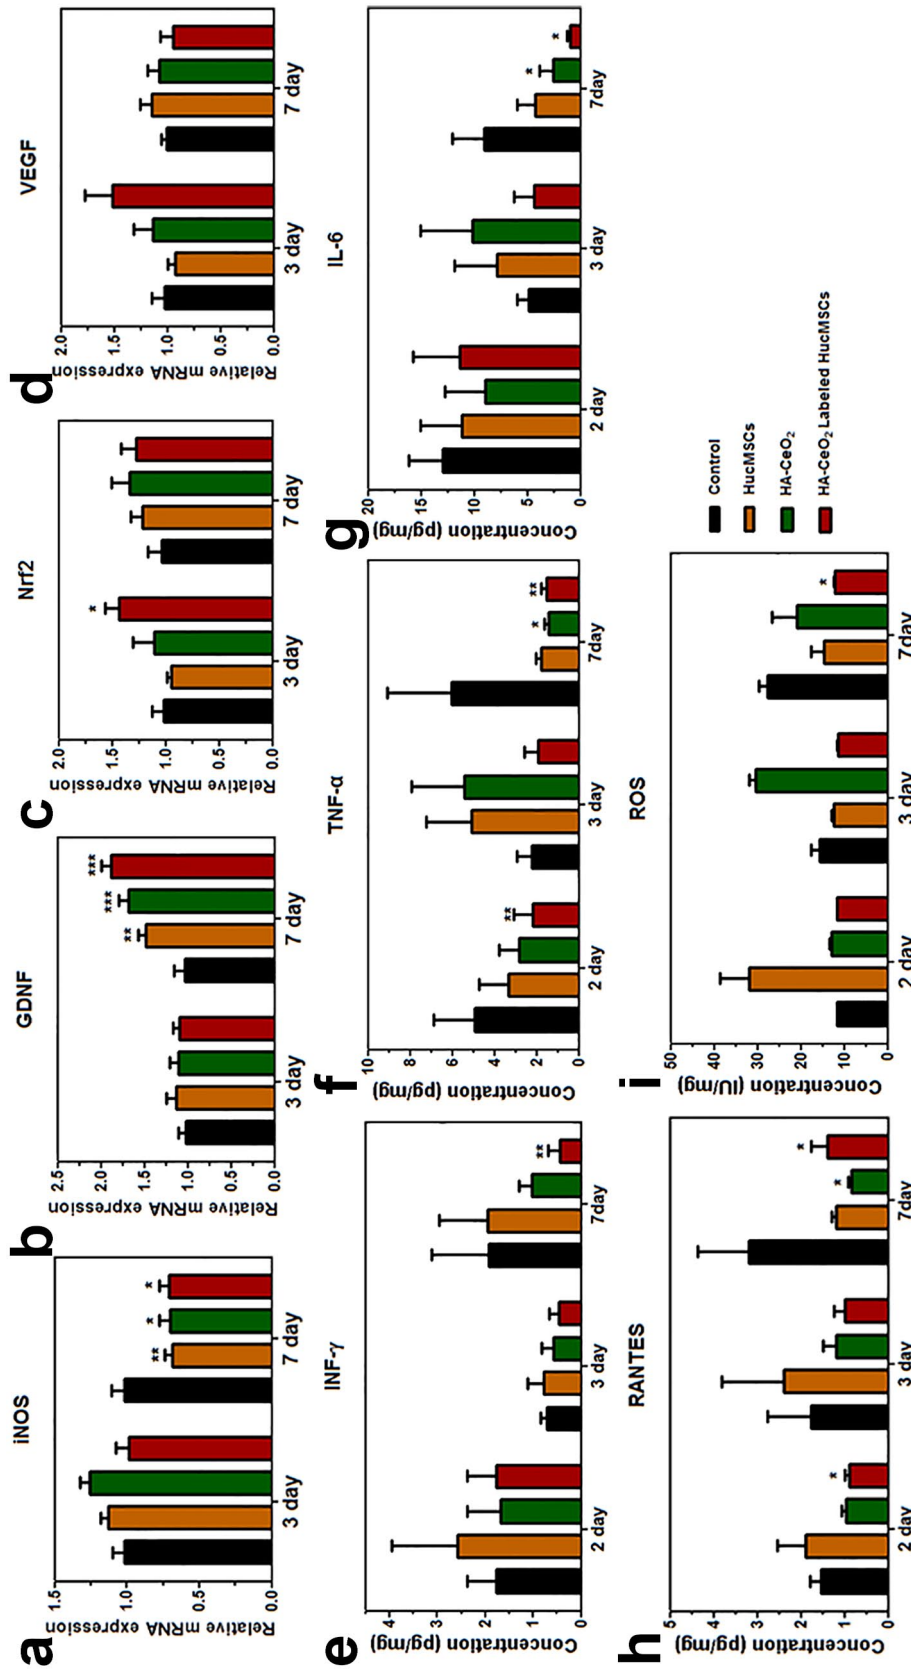 a
iNOS
Relative mRNA expression
1.5
1.0
0.5
0.0
** * *
3 day 7 day
b
GDNF
Relative mRNA expression
2.5
2.0
1.5
1.0
0.5
0.0
** *** ***
3 day 7 day
c
Nrf2
Relative mRNA expression
2.0
1.5
1.0
0.5
0.0
*
3 day 7 day
d
VEGF
Relative mRNA expression
2.0
1.5
1.0
0.5
0.0
3 day 7 day
e
INF-γ
Concentration (pg/mg)
4
3
2
1
0
**
2 day 3 day 7day
f
TNF-α
Concentration (pg/mg)
10
8
6
4
2
0
** * **
2 day 3 day 7day
g
IL-6
Concentration (pg/mg)
20
15
10
5
0
* *
2 day 3 day 7day
h
RANTES
Concentration (pg/mg)
5
4
3
2
1
0
* * *
2 day 3 day 7day
i
ROS
Concentration (IU/mg)
50
40
30
20
10
0
*
2 day 3 day 7day
Control
HucMSCs
HA-CeO₂
HA-CeO₂ Labeled HucMSCs